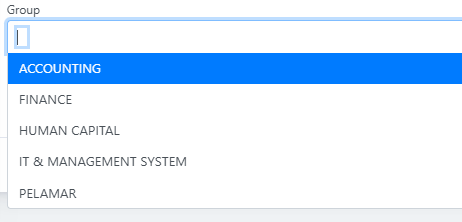 Group
ACCOUNTING
FINANCE
HUMAN CAPITAL
IT & MANAGEMENT SYSTEM
PELAMAR